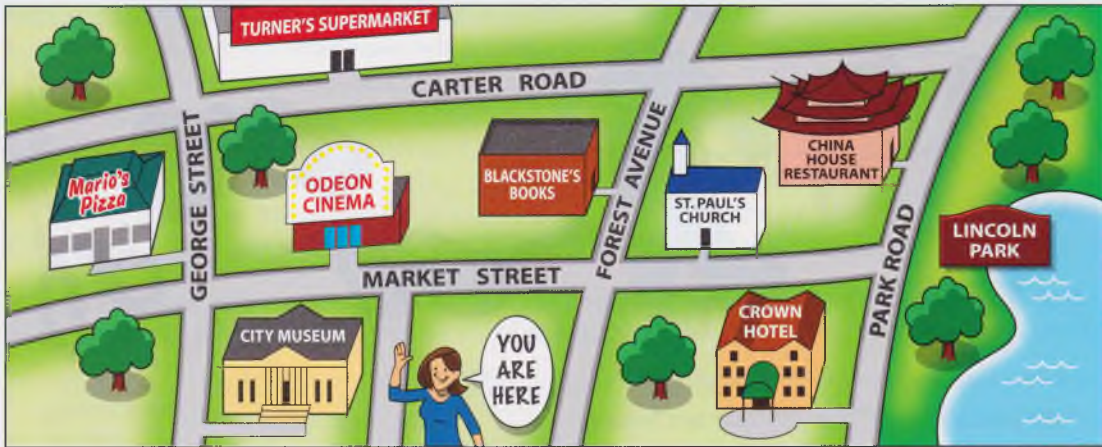 TURNER'S SUPERMARKET
CARTER ROAD
GEORGE STREET
Mario's
Pizza
ODEON
CINEMA
BLACKSTONE'S
BOOKS
FOREST AVENUE
ST. PAUL'S
CHURCH
CHINA
HOUSE
RESTAURANT
PARK ROAD
LINCOLN
PARK
MARKET STREET
CITY MUSEUM
YOU
ARE
HERE
CROWN
HOTEL